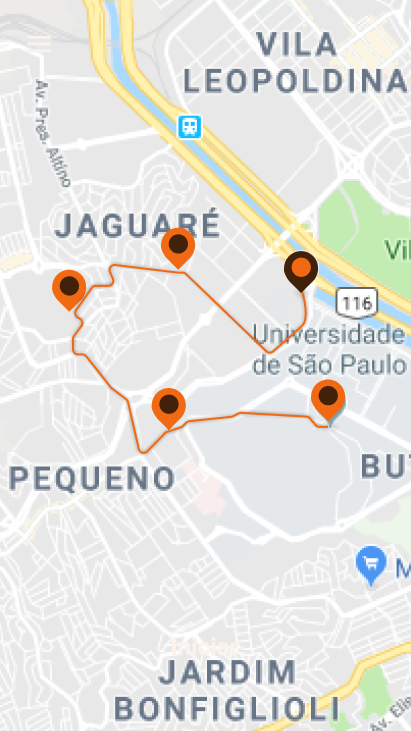 VILA
LEOPOLDINA
Av. Pres. Altino
JAGUARÉ
Vil
116
Universidade
de São Paulo
BUT
PEQUENO
M
JARDIM
BONFIGLIOLI
Av. Elis